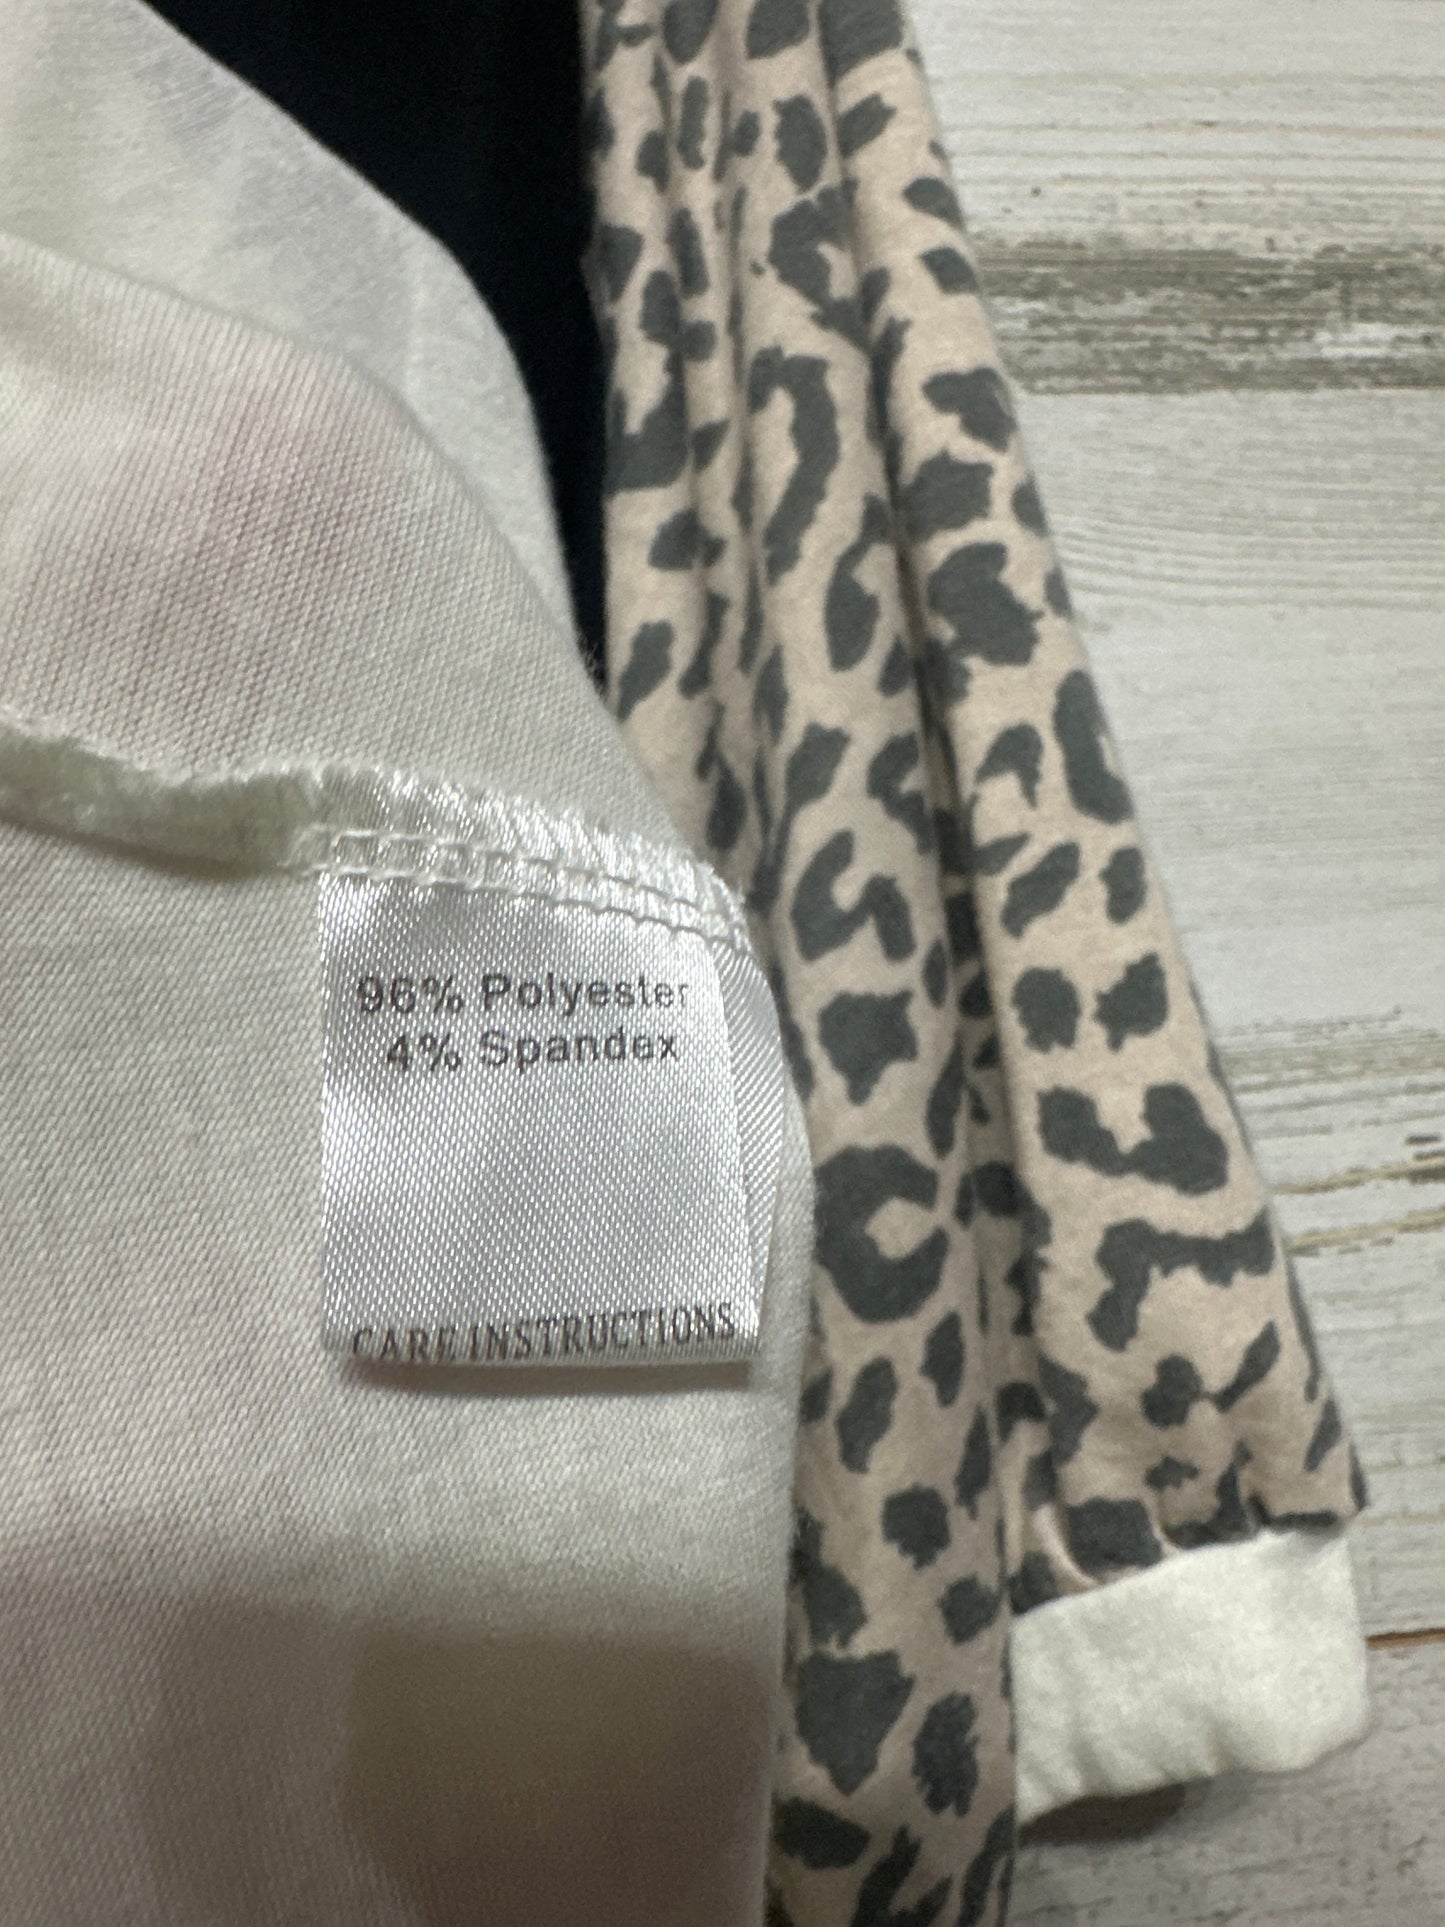 96% Polyester
4% Spandex
CARE INSTRUCTIONS